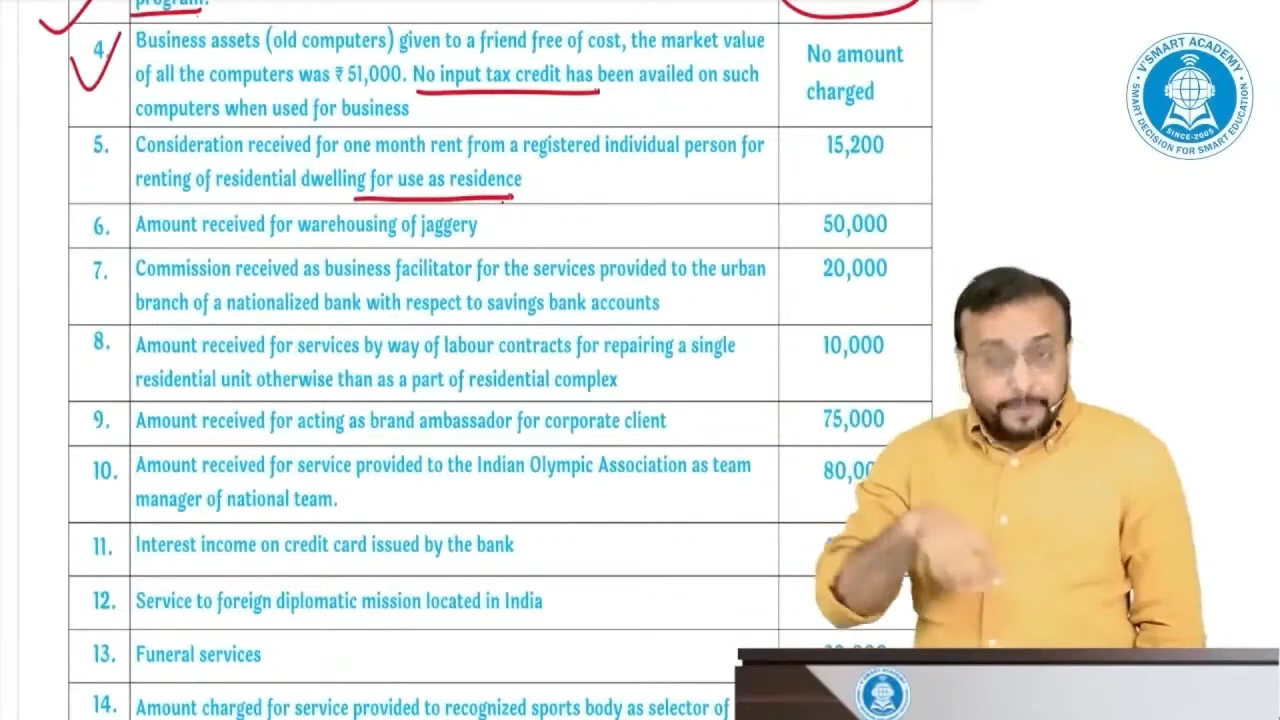 program.
4. Business assets (old computers) given to a friend free of cost, the market value
of all the computers was ₹ 51,000. No input tax credit has been availed on such
computers when used for business
No amount
charged
5. Consideration received for one month rent from a registered individual person for
renting of residential dwelling for use as residence
15,200
6. Amount received for warehousing of jaggery
50,000
7. Commission received as business facilitator for the services provided to the urban
branch of a nationalized bank with respect to savings bank accounts
20,000
8. Amount received for services by way of labour contracts for repairing a single
residential unit otherwise than as a part of residential complex
10,000
9. Amount received for acting as brand ambassador for corporate client
75,000
10. Amount received for service provided to the Indian Olympic Association as team
manager of national team.
11. Interest income on credit card issued by the bank
12. Service to foreign diplomatic mission located in India
13. Funeral services
14. Amount charged for service provided to recognized sports body as selector of
V'SMART ACADEMY
SINCE-2005
SMART DECISION FOR SMART EDUCATION